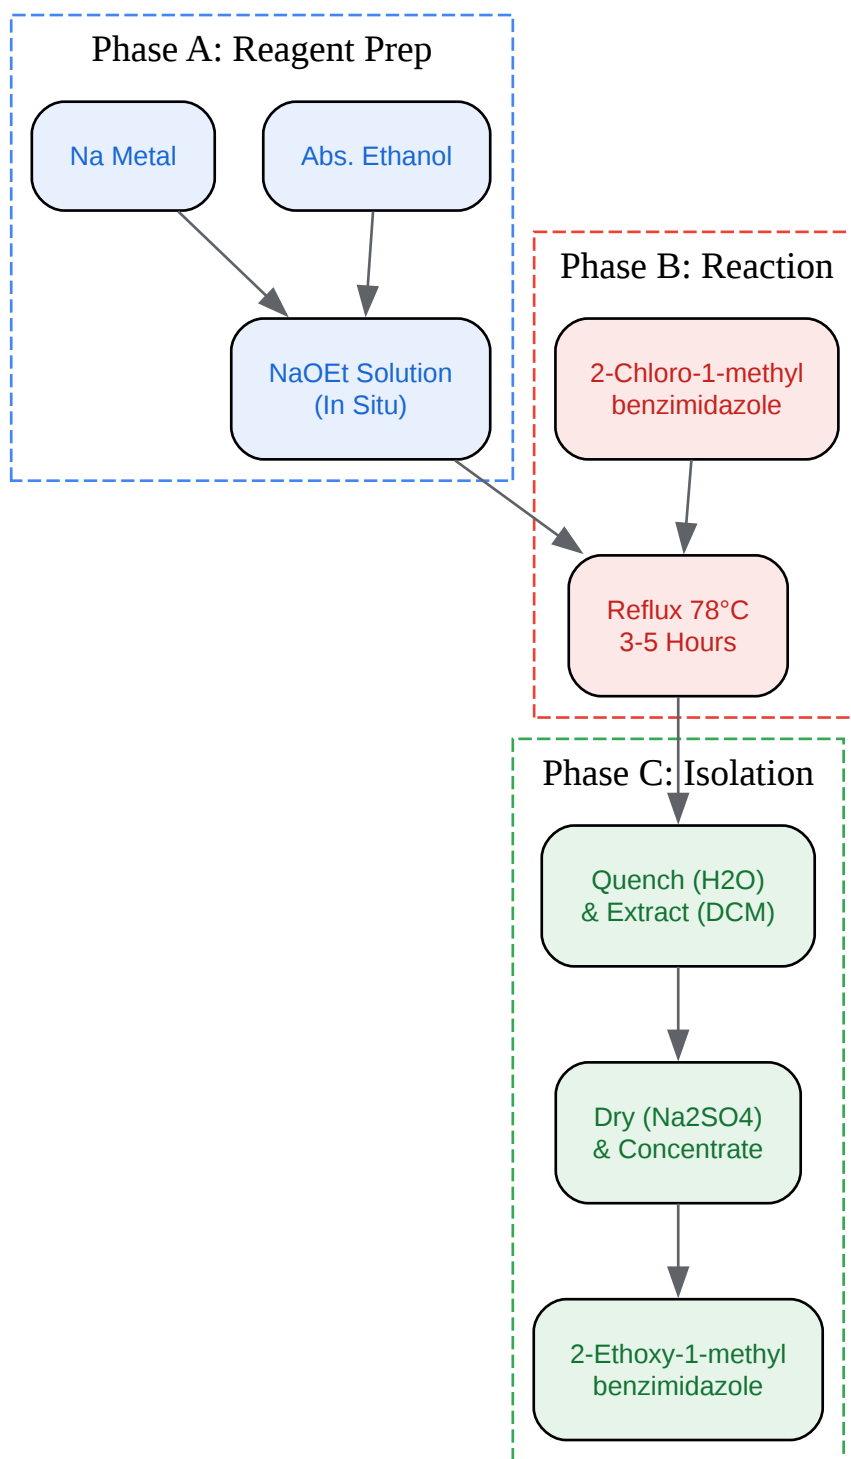 Phase A: Reagent Prep
Na Metal
Abs. Ethanol
NaOEt Solution
(In Situ)
Phase B: Reaction
2-Chloro-1-methyl
benzimidazole
Reflux 78°C
3-5 Hours
Phase C: Isolation
Quench (H2O)
& Extract (DCM)
Dry (Na2SO4)
& Concentrate
2-Ethoxy-1-methyl
benzimidazole